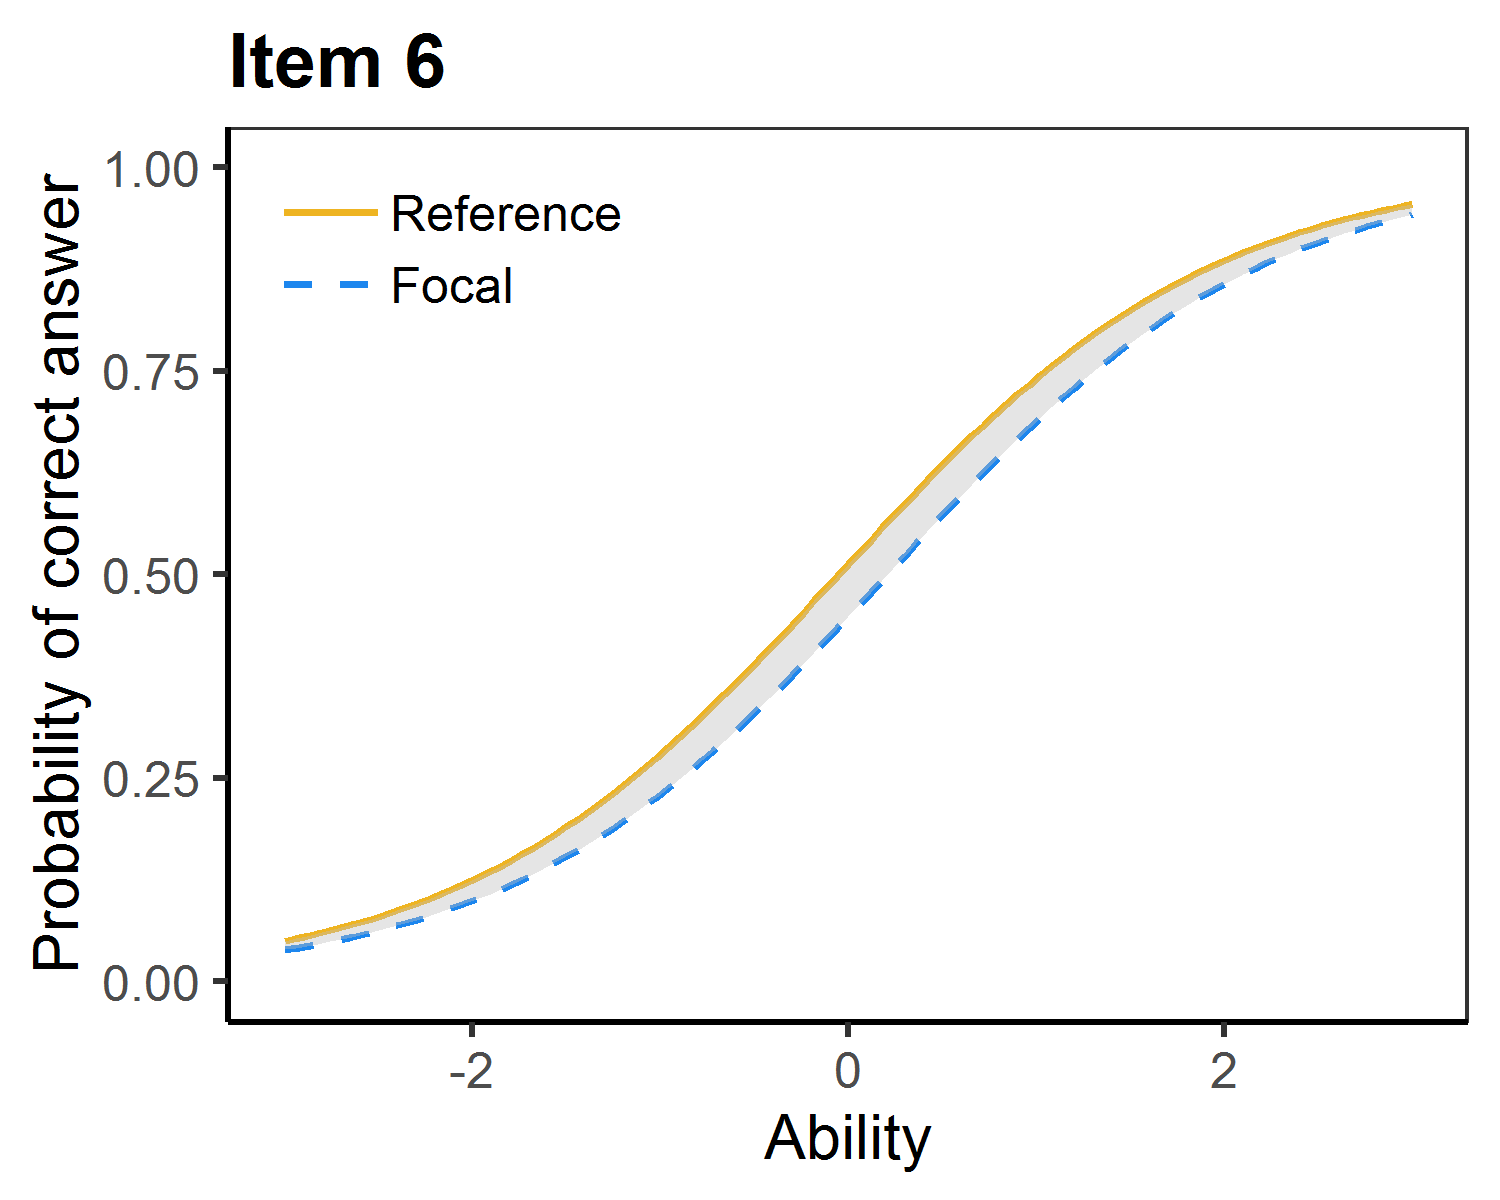 Item 6
Probability of correct answer
1.00
0.75
0.50
0.25
0.00
Reference
Focal
-2
0
2
Ability